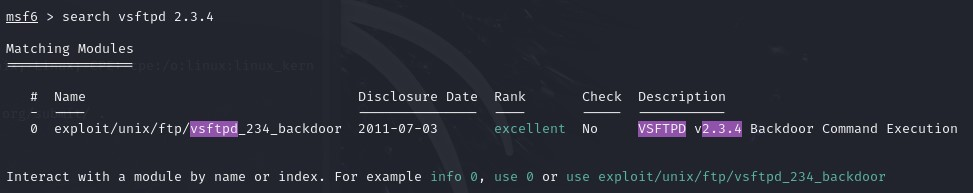 msf6 > search vsftpd 2.3.4
Matching Modules
================
# Name Disclosure Date Rank Check Description
- ---- --------------- ---- ----- -----------
0 exploit/unix/ftp/vsftpd_234_backdoor 2011-07-03 excellent No VSFTPD v2.3.4 Backdoor Command Execution
Interact with a module by name or index. For example info 0, use 0 or use exploit/unix/ftp/vsftpd_234_backdoor